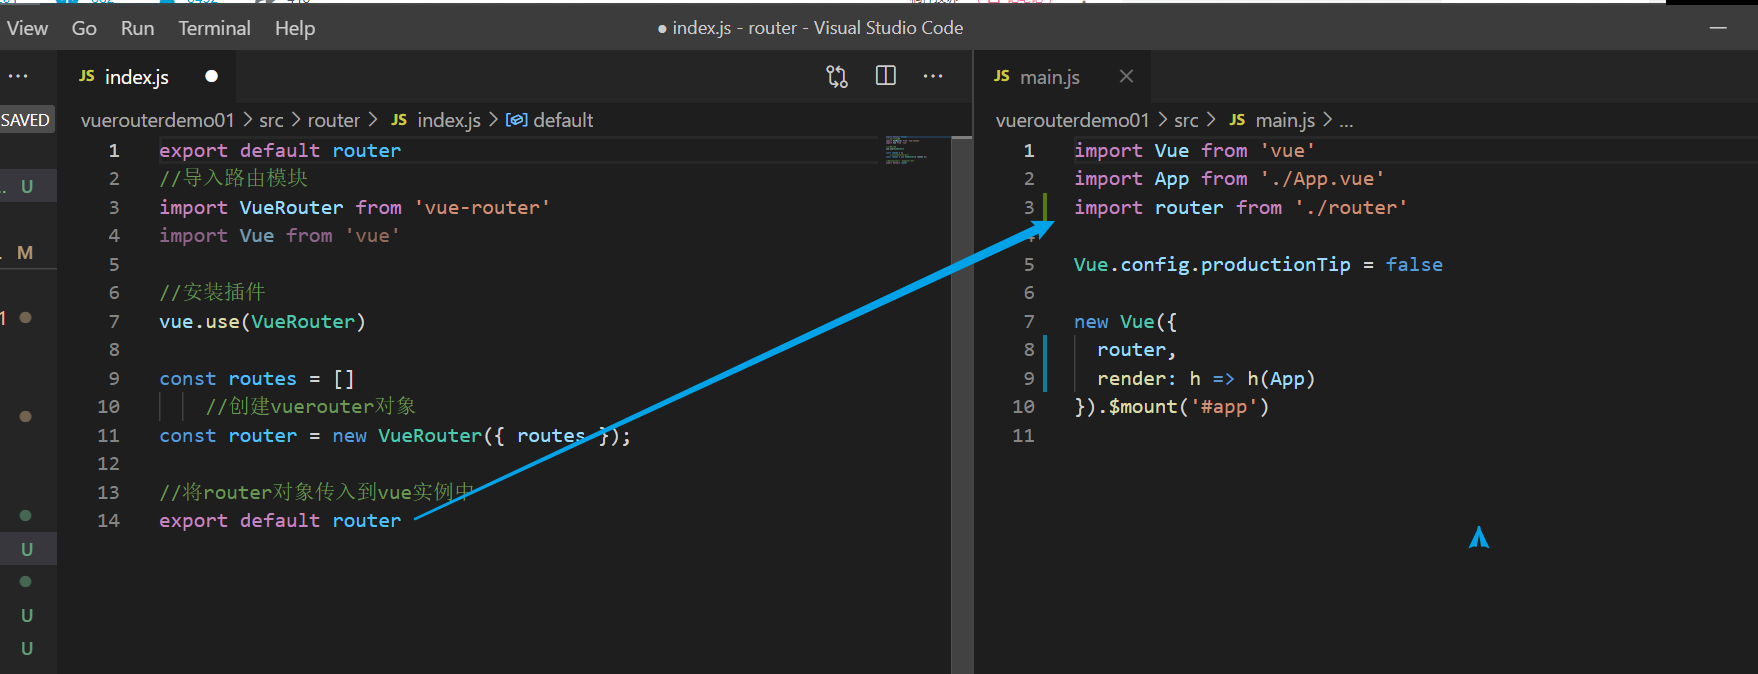 View Go Run Terminal Help
● index.js - router - Visual Studio Code
SAVED
U
M
1
U
U
U
JS index.js
vuerouterdemo01 > src > router > JS index.js > default
1 export default router
2 //导入路由模块
3 import VueRouter from 'vue-router'
4 import Vue from 'vue'
5
6 //安装插件
7 vue.use(VueRouter)
8
9 const routes = []
10 //创建vuerouter对象
11 const router = new VueRouter({ routes });
12
13 //将router对象传入到vue实例中
14 export default router
JS main.js
vuerouterdemo01 > src > JS main.js > ...
1 import Vue from 'vue'
2 import App from './App.vue'
3 import router from './router'
4
5 Vue.config.productionTip = false
6
7 new Vue({
8 router,
9 render: h => h(App)
10 }).$mount('#app')
11